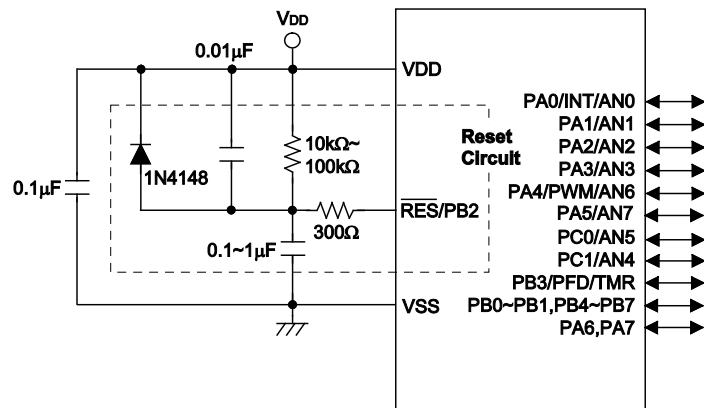 VDD
0.01μF
VDD
PA0/INT/AN0
PA1/AN1
Reset
Circuit
10kΩ~
100kΩ
PA2/AN2
PA3/AN3
1N4148
0.1μF
PA4/PWM/AN6
RES/PB2
PA5/AN7
300Ω
PC0/AN5
0.1~1μF
PC1/AN4
PB3/PFD/TMR
VSS
PB0~PB1,PB4~PB7
PA6,PA7